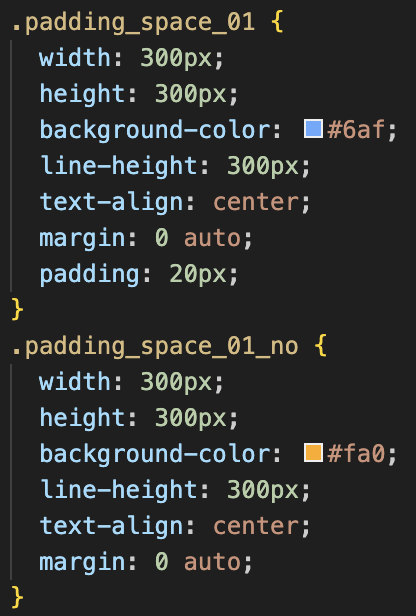 .padding_space_01 {
  width: 300px;
  height: 300px;
  background-color: #6af;
  line-height: 300px;
  text-align: center;
  margin: 0 auto;
  padding: 20px;
}
.padding_space_01_no {
  width: 300px;
  height: 300px;
  background-color: #fa0;
  line-height: 300px;
  text-align: center;
  margin: 0 auto;
}